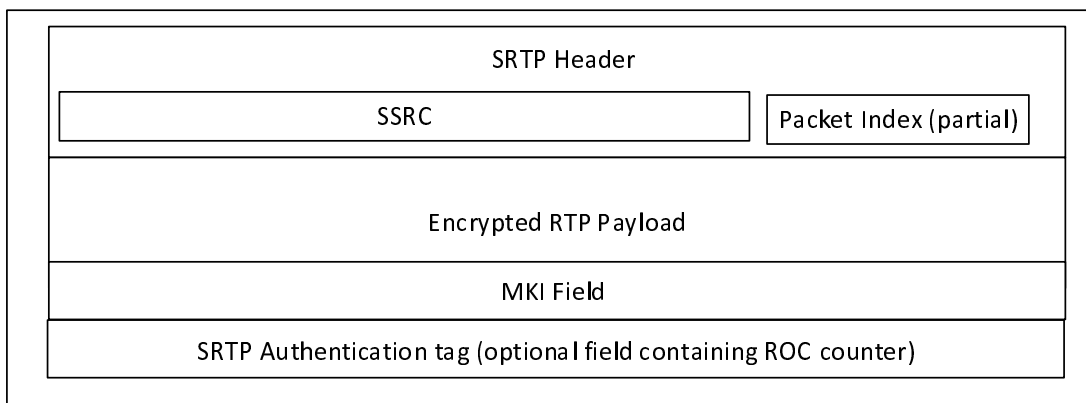 SRTP Header
SSRC
Packet Index (partial)
Encrypted RTP Payload
MKI Field
SRTP Authentication tag (optional field containing ROC counter)